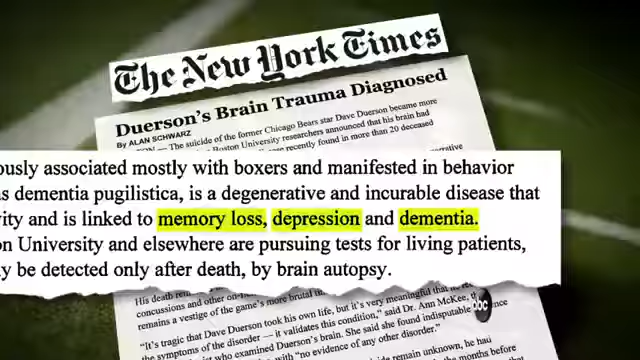 The New York Times
Duerson's Brain Trauma Diagnosed
By ALAN SCHWARZ
The suicide of the former Chicago Bears star Dave Duerson became more
Boston University researchers announced that his brain had
recently found in more than 20 deceased
ously associated mostly with boxers and manifested in behavior
s dementia pugilistica, is a degenerative and incurable disease that
vity and is linked to memory loss, depression and dementia.
on University and elsewhere are pursuing tests for living patients,
y be detected only after death, by brain autopsy.
His death
concussions and other
remains a vestige of the game's more brutal
"It's tragic that Dave Duerson took his own life, but it's very meaningful that
the symptoms of the disorder — it validates this condition," said Dr. Ann McKee,
who examined Duerson's brain. She said she found indisputable
with "no evidence of any other disorder."
remain unknown, he had
the months before
abc